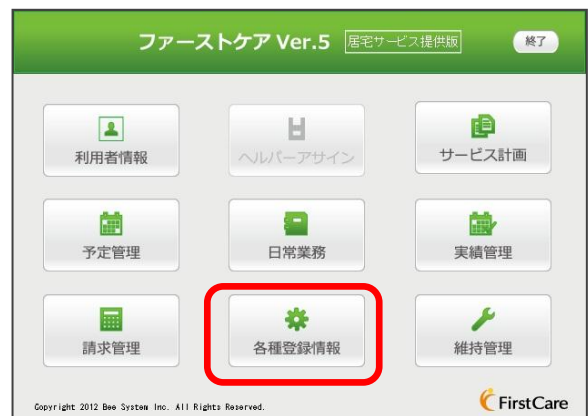 ファーストケア Ver.5 居宅サービス提供版 終了
利用者情報 ヘルパーアサイン サービス計画
予定管理 日常業務 実績管理
請求管理 各種登録情報 維持管理
Copyright 2012 Bee System Inc. All Rights Reserved. FirstCare